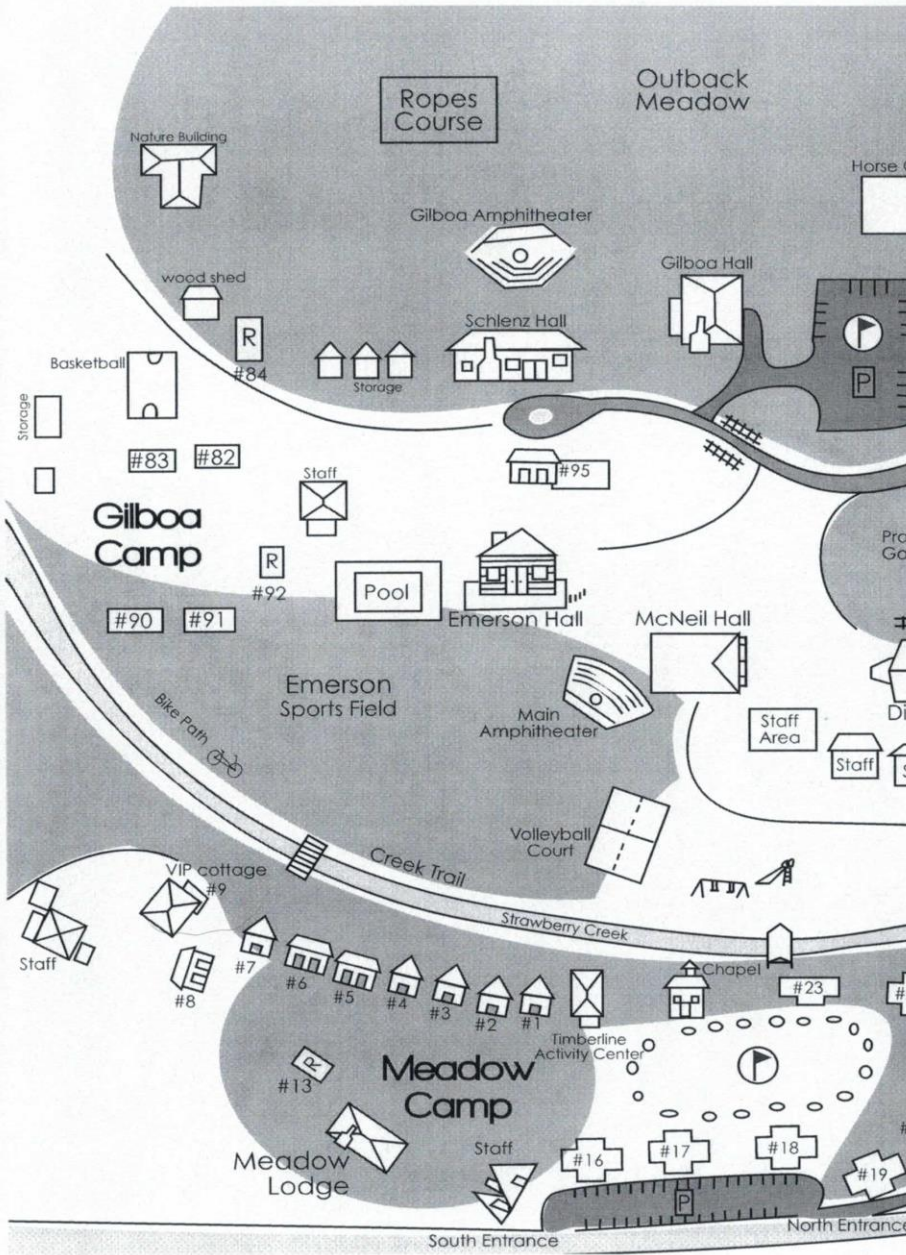 Ropes
Course
Outback
Meadow
Nature Building
Horse
Gilboa Amphitheater
Gilboa Hall
wood shed
R
#84
Schlenz Hall
Basketball
Storage
P
Storage
#83
#82
Staff
#95
Gilboa
Camp
R
#92
Pool
Emerson Hall
#90
#91
McNeil Hall
Emerson
Sports Field
Main
Amphitheater
Staff
Area
Staff
Bike Path
Volleyball
Court
Creek Trail
VIP cottage
#9
Strawberry Creek
Staff
#8
#7
#6
#5
#4
#3
#2
#1
Chapel
#23
Timberline
Activity Center
R
#13
Meadow
Camp
Meadow
Lodge
Staff
#16
#17
#18
#19
P
South Entrance
North Entrance